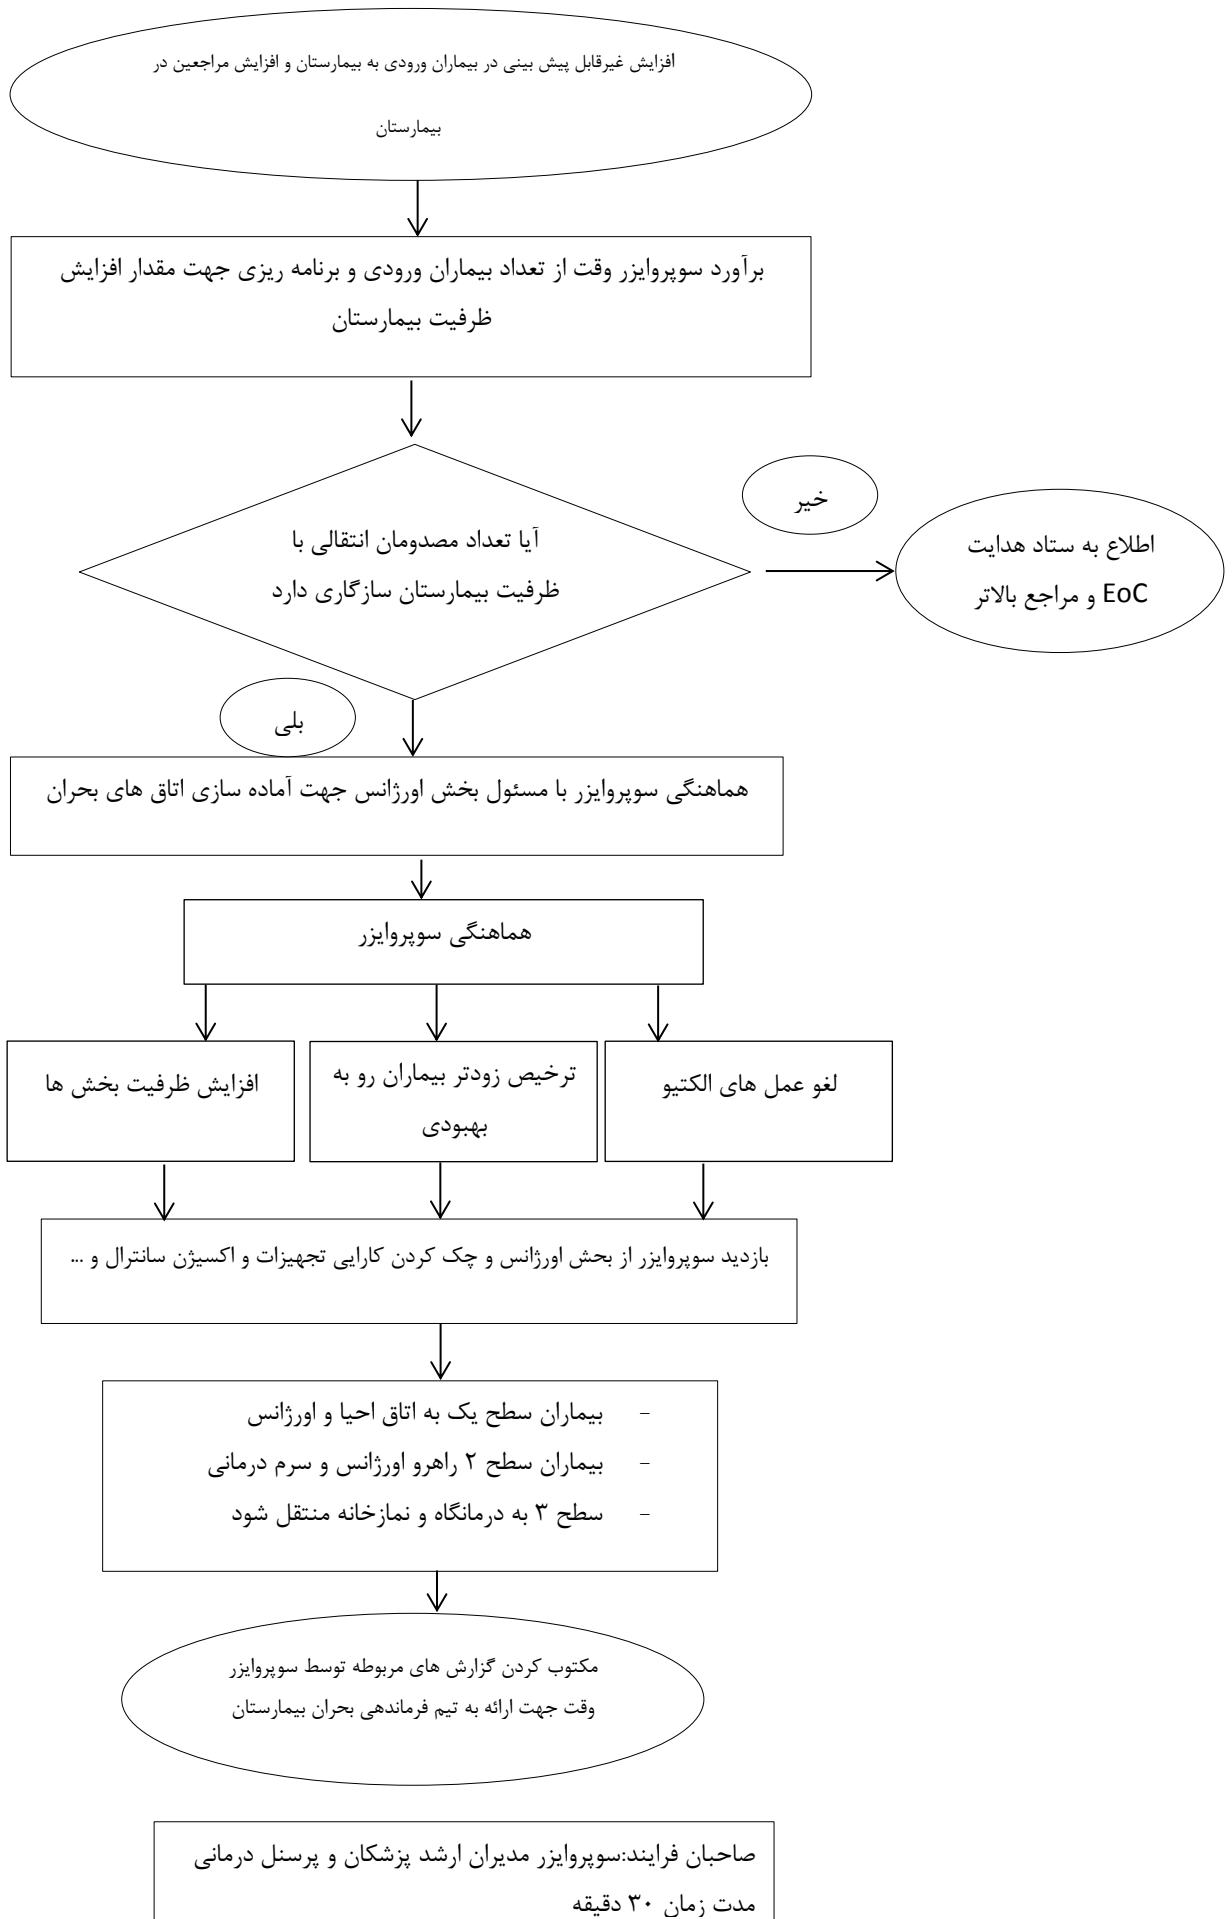 افزایش غیرقابل پیش بینی در بیماران ورودی به بیمارستان و افزایش مراجعین در
بیمارستان
برآورد سوپروایزر وقت از تعداد بیماران ورودی و برنامه ریزی جهت مقدار افزایش
ظرفیت بیمارستان
آیا تعداد مصدومان انتقالی با
ظرفیت بیمارستان سازگاری دارد
خیر
اطلاع به ستاد هدایت
EoC و مراجع بالاتر
بلی
هماهنگی سوپروایزر با مسئول بخش اورژانس جهت آماده سازی اتاق های بحران
هماهنگی سوپروایزر
لغو عمل های الکتیو
ترخیص زودتر بیماران رو به
بهبودی
افزایش ظرفیت بخش ها
بازدید سوپروایزر از بحش اورژانس و چک کردن کارایی تجهیزات و اکسیژن سانترال و ...
- بیماران سطح یک به اتاق احیا و اورژانس
- بیماران سطح ۲ راهرو اورژانس و سرم درمانی
- سطح ۳ به درمانگاه و نمازخانه منتقل شود
مکتوب کردن گزارش های مربوطه توسط سوپروایزر
وقت جهت ارائه به تیم فرماندهی بحران بیمارستان
صاحبان فرایند:سوپروایزر مدیران ارشد پزشکان و پرسنل درمانی
مدت زمان ۳۰ دقیقه